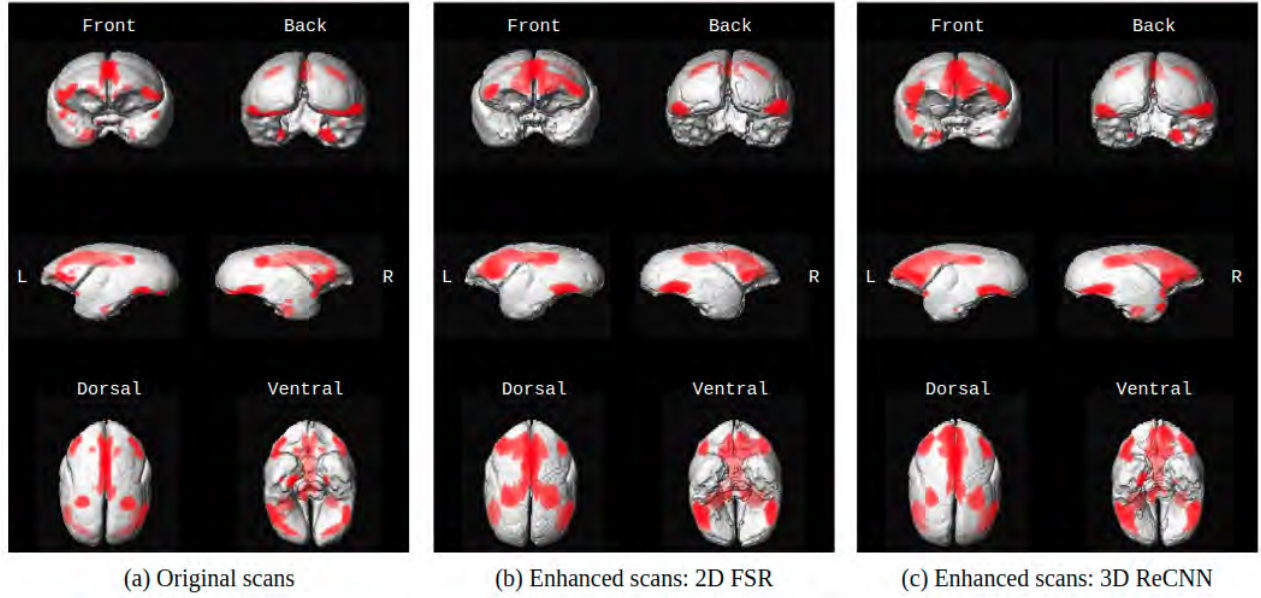 Front Back
L R
Dorsal Ventral
(a) Original scans
Front Back
L R
Dorsal Ventral
(b) Enhanced scans: 2D FSR
Front Back
L R
Dorsal Ventral
(c) Enhanced scans: 3D ReCNN